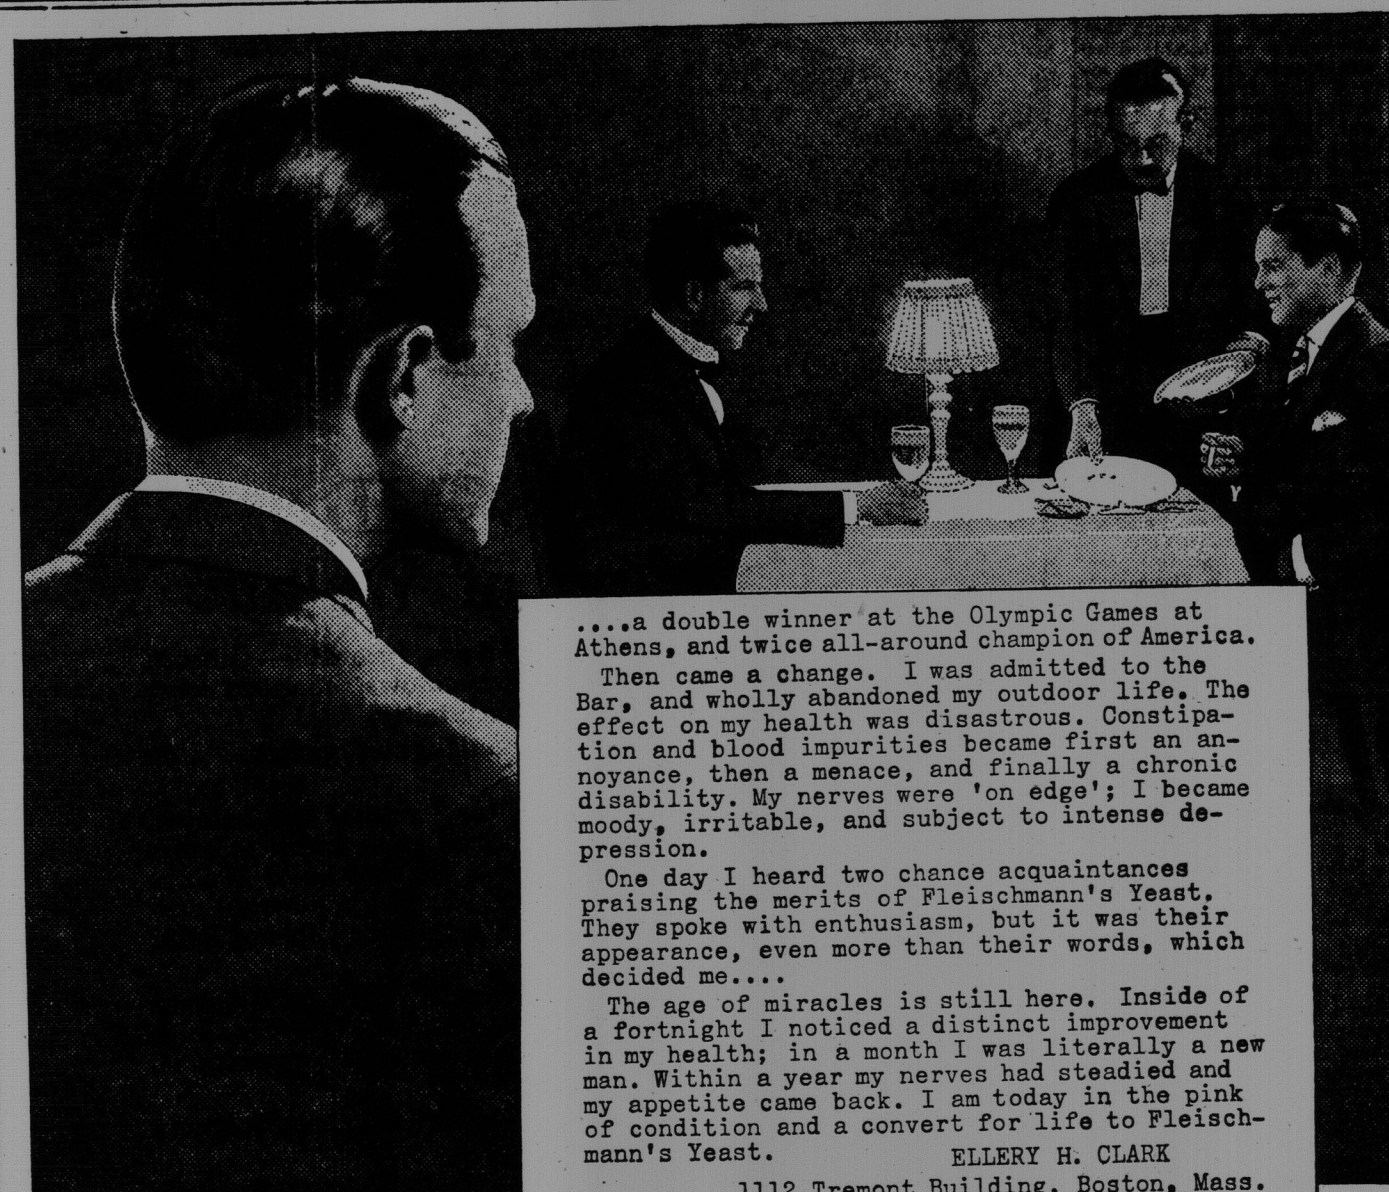 ....a double winner at the Olympic Games at
Athens, and twice all-around champion of America.
Then came a change. I was admitted to the
Bar, and wholly abandoned my outdoor life. The
effect on my health was disastrous. Constipa-
tion and blood impurities became first an an-
noyance, then a menace, and finally a chronic
disability. My nerves were 'on edge'; I became
moody, irritable, and subject to intense de-
pression.
One day I heard two chance acquaintances
praising the merits of Fleischmann's Yeast.
They spoke with enthusiasm, but it was their
appearance, even more than their words, which
decided me....
The age of miracles is still here. Inside of
a fortnight I noticed a distinct improvement
in my health; in a month I was literally a new
man. Within a year my nerves had steadied and
my appetite came back. I am today in the pink
of condition and a convert for life to Fleisch-
mann's Yeast.
ELLERY H. CLARK
1112 Tremont Building, Boston, Mass.